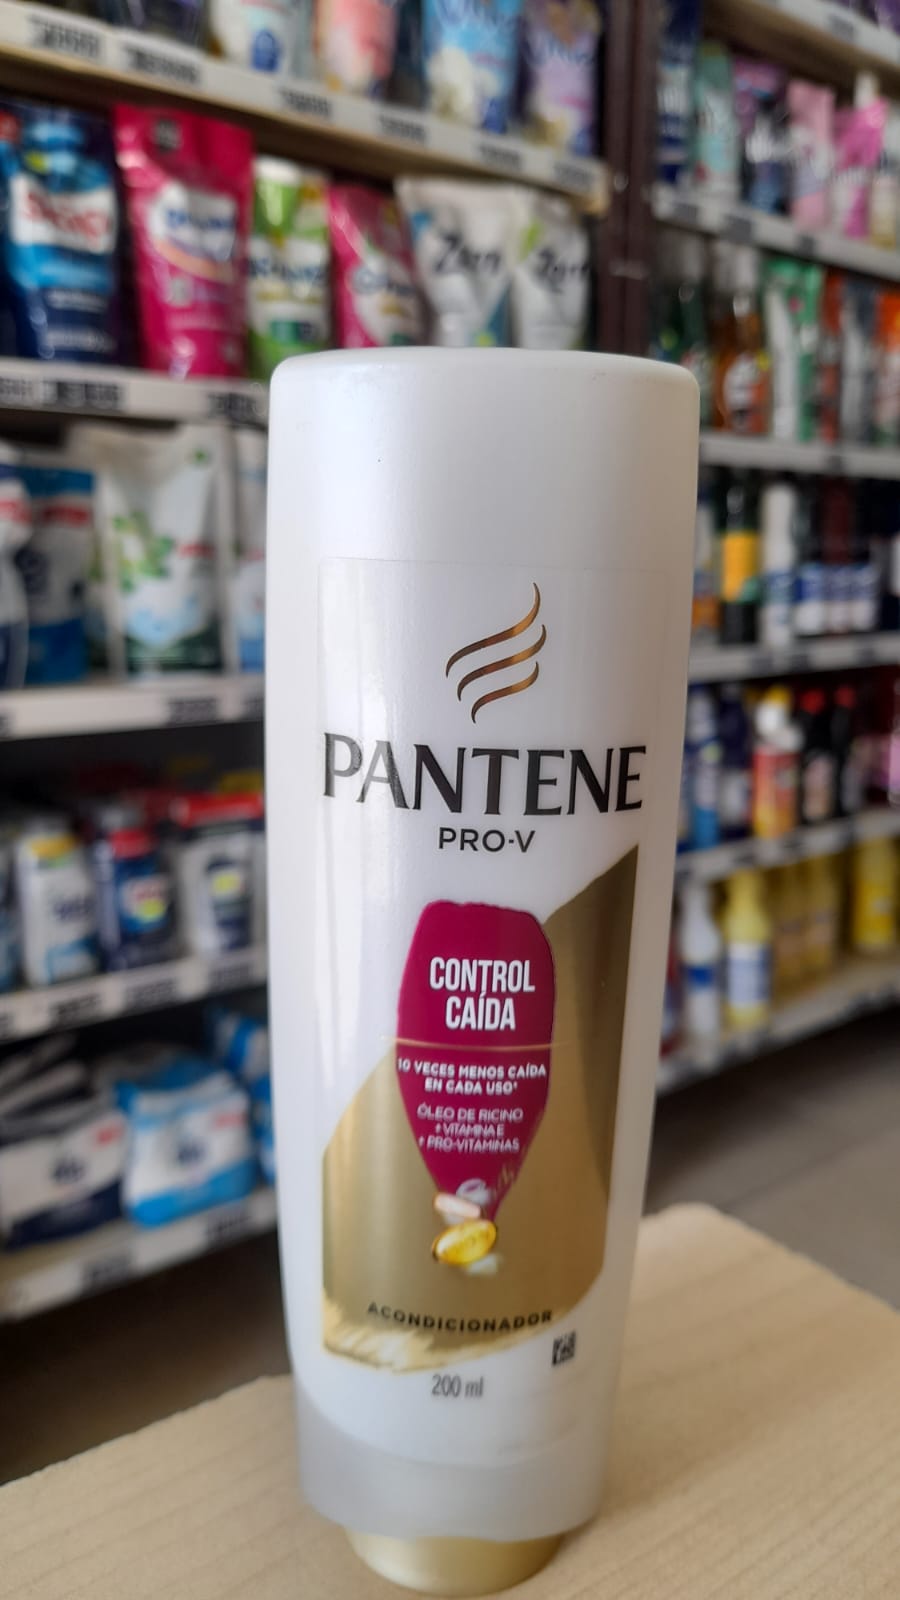 PANTENE
PRO-V
CONTROL
CAÍDA
10 VECES MENOS CAÍDA
EN CADA USO*
ÓLEO DE RICINO
+ VITAMINA E
+ PRO-VITAMINAS
ACONDICIONADOR
200 ml